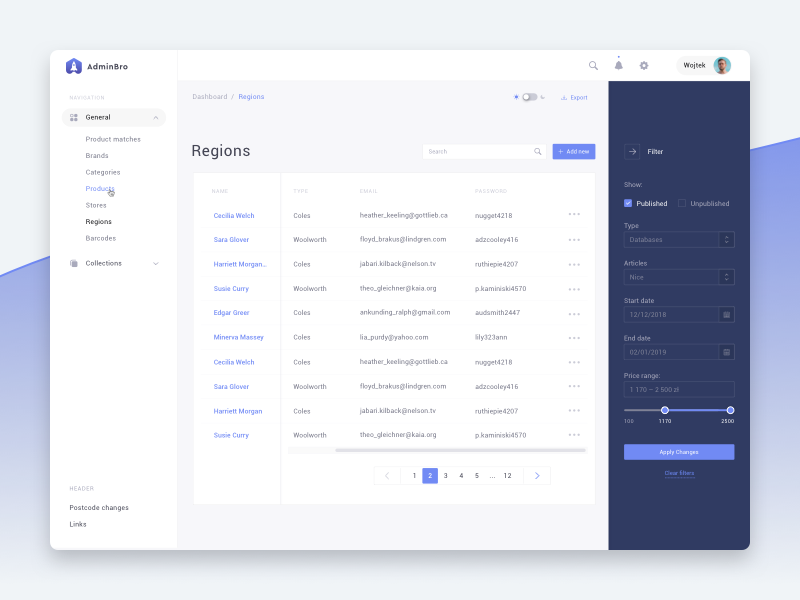 AdminBro
Wojtek
NAVIGATION
General
Product matches
Brands
Categories
Products
Stores
Regions
Barcodes
Collections
HEADER
Postcode changes
Links
Dashboard / Regions
Export
Regions
Search
+ Add new
NAME TYPE EMAIL PASSWORD
Cecilia Welch Coles heather_keeling@gottlieb.ca nugget4218
Sara Glover Woolworth floyd_brakus@lindgren.com adzcooley416
Harriett Morgan... Coles jabari.kilback@nelson.tv ruthiepie4207
Susie Curry Woolworth theo_gleichner@kaia.org p.kaminiski4570
Edgar Greer Coles ankunding_ralph@gmail.com audsmith2447
Minerva Massey Coles lia_purdy@yahoo.com lily323ann
Cecilia Welch Coles heather_keeling@gottlieb.ca nugget4218
Sara Glover Woolworth floyd_brakus@lindgren.com adzcooley416
Harriett Morgan Coles jabari.kilback@nelson.tv ruthiepie4207
Susie Curry Woolworth theo_gleichner@kaia.org p.kaminiski4570
1 2 3 4 5 ... 12
Filter
Show:
Published Unpublished
Type
Databases
Articles
Nice
Start date
12/12/2018
End date
02/01/2019
Price range:
1 170 – 2 500 zł
100 1170 2500
Apply Changes
Clear filters